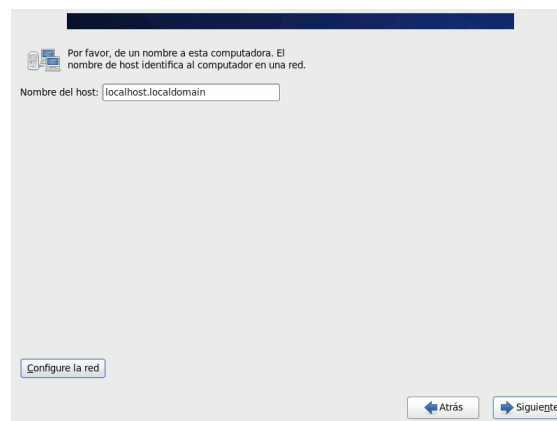 Por favor, de un nombre a esta computadora. El
nombre de host identifica al computador en una red.
Nombre del host: localhost.localdomain
Configure la red
Atrás
Siguiente